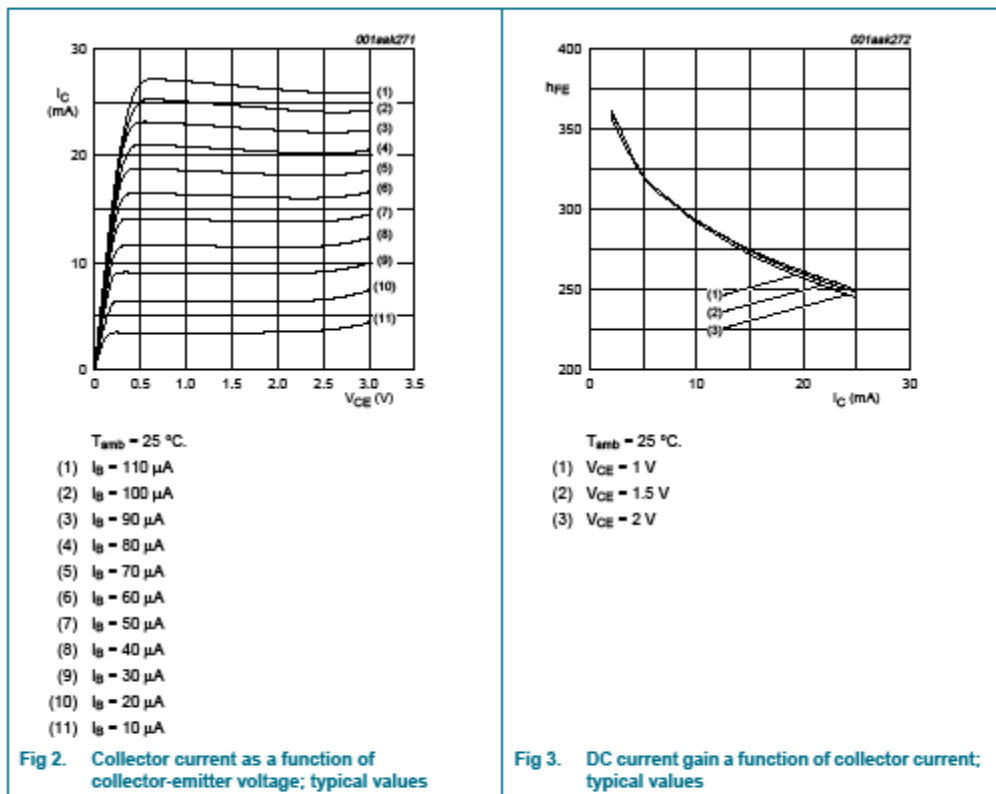 001aak271
30
I_C
(mA)
20
10
0
0 0.5 1.0 1.5 2.0 2.5 3.0 3.5
V_CE (V)
(1)
(2)
(3)
(4)
(5)
(6)
(7)
(8)
(9)
(10)
(11)
T_amb = 25 °C.
(1) I_B = 110 µA
(2) I_B = 100 µA
(3) I_B = 90 µA
(4) I_B = 80 µA
(5) I_B = 70 µA
(6) I_B = 60 µA
(7) I_B = 50 µA
(8) I_B = 40 µA
(9) I_B = 30 µA
(10) I_B = 20 µA
(11) I_B = 10 µA
Fig 2. Collector current as a function of
collector-emitter voltage; typical values
001aak272
400
h_FE
350
300
250
200
(1)
(2)
(3)
0 10 20 30
I_C (mA)
T_amb = 25 °C.
(1) V_CE = 1 V
(2) V_CE = 1.5 V
(3) V_CE = 2 V
Fig 3. DC current gain a function of collector current;
typical values